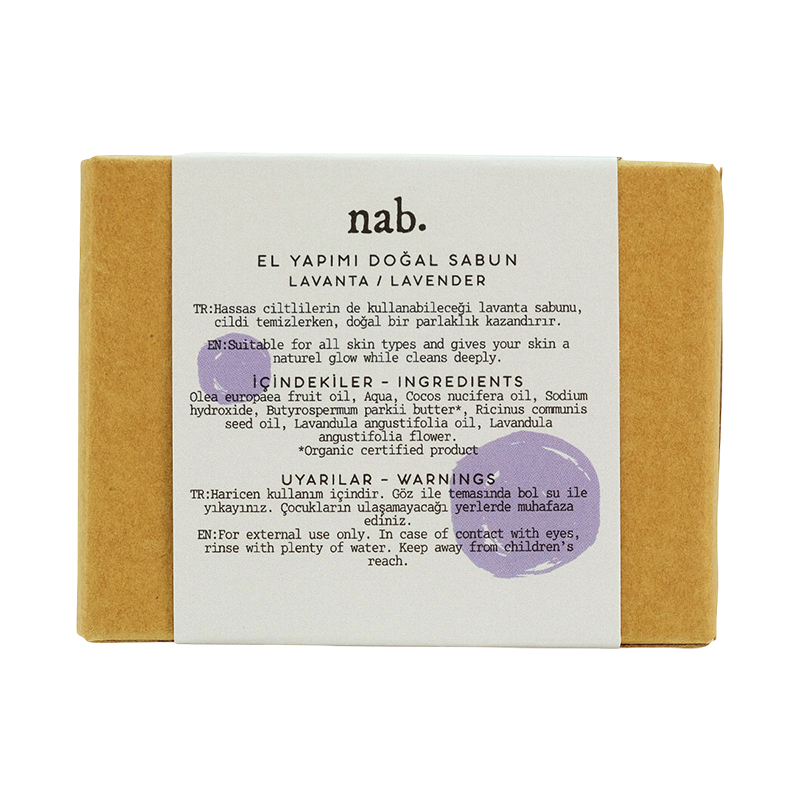 nab.
EL YAPIMI DOĞAL SABUN
LAVANTA / LAVENDER
TR:Hassas ciltlilerin de kullanabileceği lavanta sabunu,
cildi temizlerken, doğal bir parlaklık kazandırır.
EN:Suitable for all skin types and gives your skin a
naturel glow while cleans deeply.
İÇİNDEKİLER – INGREDIENTS
Olea europaea fruit oil, Aqua, Cocos nucifera oil, Sodium
hydroxide, Butyrospermum parkii butter*, Ricinus communis
seed oil, Lavandula angustifolia oil, Lavandula
angustifolia flower.
*Organic certified product
UYARILAR – WARNINGS
TR:Haricen kullanım içindir. Göz ile temasında bol su ile
yıkayınız. Çocukların ulaşamayacağı yerlerde muhafaza
ediniz.
EN:For external use only. In case of contact with eyes,
rinse with plenty of water. Keep away from children's
reach.